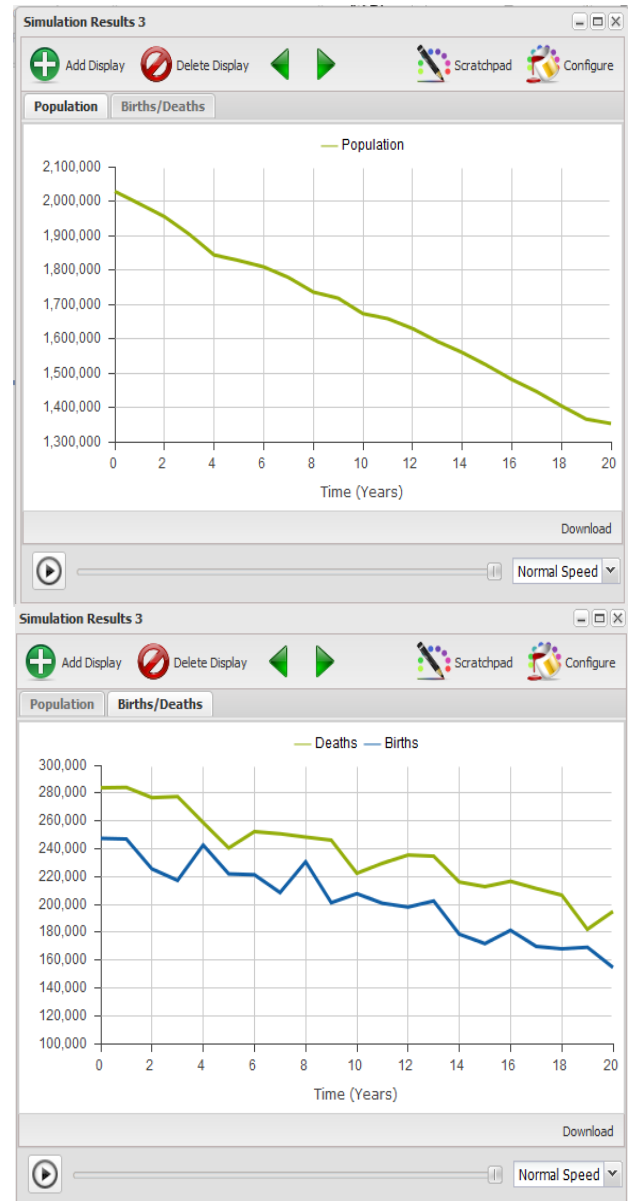 Simulation Results 3
Add Display Delete Display Scratchpad Configure
Population Births/Deaths
Population
2,100,000
2,000,000
1,900,000
1,800,000
1,700,000
1,600,000
1,500,000
1,400,000
1,300,000
0 2 4 6 8 10 12 14 16 18 20
Time (Years)
Download
Normal Speed
Simulation Results 3
Add Display Delete Display Scratchpad Configure
Population Births/Deaths
Deaths Births
300,000
280,000
260,000
240,000
220,000
200,000
180,000
160,000
140,000
120,000
100,000
0 2 4 6 8 10 12 14 16 18 20
Time (Years)
Download
Normal Speed